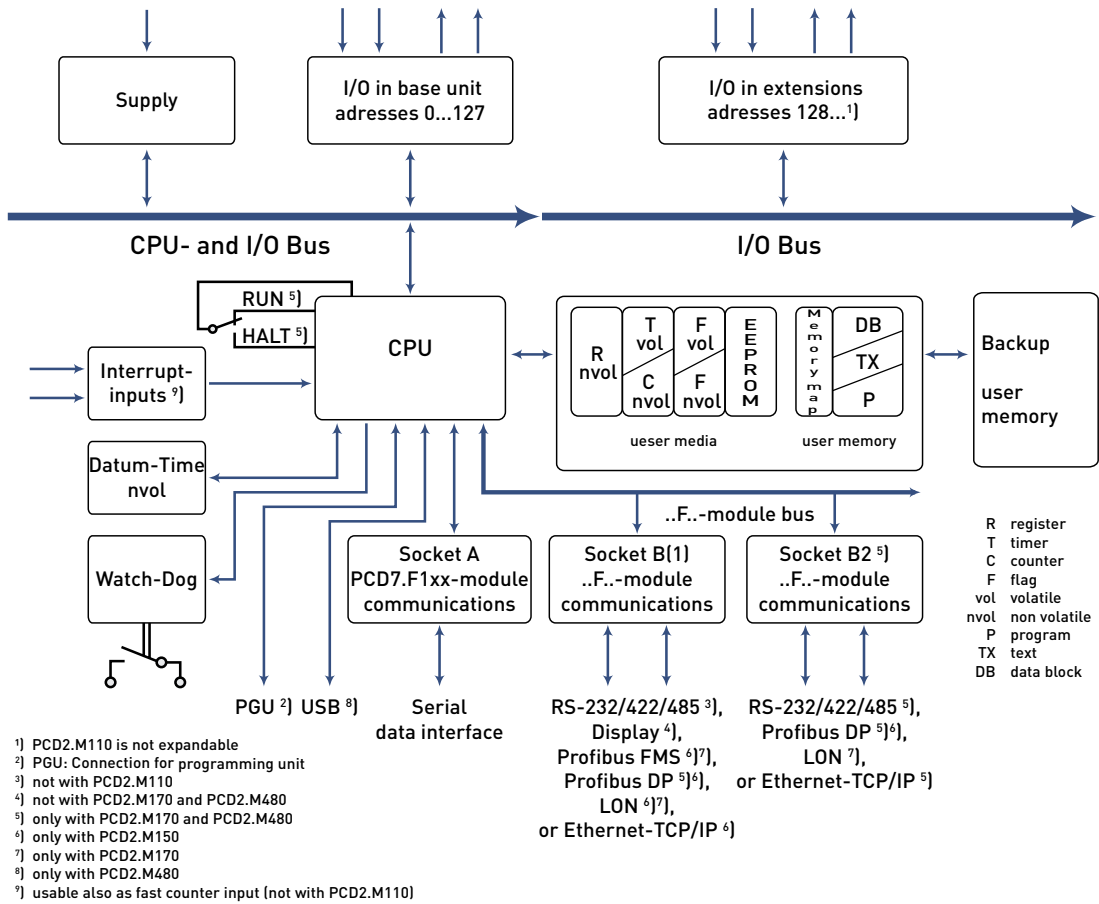 Supply
I/O in base unit
adresses 0...127
I/O in extensions
adresses 128...¹)
CPU- and I/O Bus
I/O Bus
RUN ⁵)
HALT ⁵)
CPU
Interrupt-
inputs ⁹)
Datum-Time
nvol
Watch-Dog
R
nvol
T
vol
C
nvol
F
vol
F
nvol
EEPROM
Memory map
DB
TX
P
ueser media
user memory
Backup
user
memory
..F..-module bus
Socket A
PCD7.F1xx-module
communications
Socket B(1)
..F..-module
communications
Socket B2 ⁵)
..F..-module
communications
R register
T timer
C counter
F flag
vol volatile
nvol non volatile
P program
TX text
DB data block
PGU ²) USB ⁸)
Serial
data interface
RS-232/422/485 ³),
Display ⁴),
Profibus FMS ⁶)⁷),
Profibus DP ⁵)⁶),
LON ⁶)⁷),
or Ethernet-TCP/IP ⁶)
RS-232/422/485 ⁵),
Profibus DP ⁵)⁶),
LON ⁷),
or Ethernet-TCP/IP ⁵)
¹) PCD2.M110 is not expandable
²) PGU: Connection for programming unit
³) not with PCD2.M110
⁴) not with PCD2.M170 and PCD2.M480
⁵) only with PCD2.M170 and PCD2.M480
⁶) only with PCD2.M150
⁷) only with PCD2.M170
⁸) only with PCD2.M480
⁹) usable also as fast counter input (not with PCD2.M110)